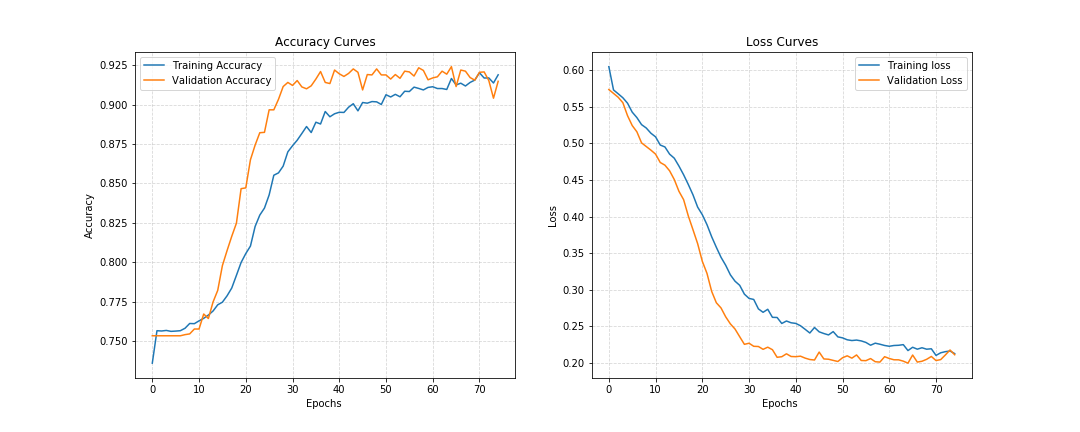 Accuracy Curves
Training Accuracy
Validation Accuracy
0.925
0.900
0.875
0.850
0.825
0.800
0.775
0.750
Accuracy
0 10 20 30 40 50 60 70
Epochs
Loss Curves
Training loss
Validation Loss
0.60
0.55
0.50
0.45
0.40
0.35
0.30
0.25
0.20
Loss
0 10 20 30 40 50 60 70
Epochs